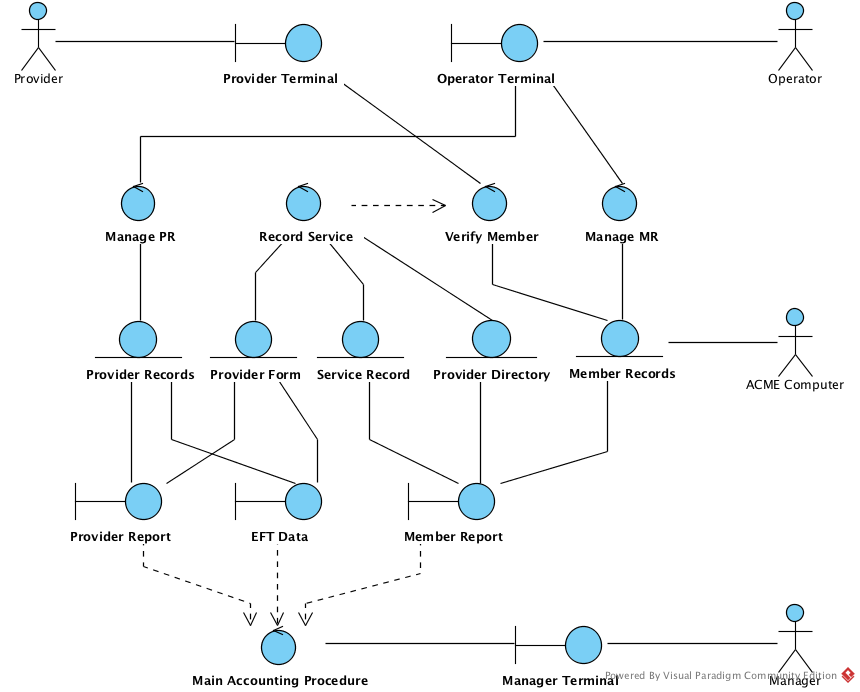 Provider
Provider Terminal
Operator Terminal
Operator
Manage PR
Record Service
Verify Member
Manage MR
Provider Records
Provider Form
Service Record
Provider Directory
Member Records
ACME Computer
Provider Report
EFT Data
Member Report
Main Accounting Procedure
Manager Terminal
Powered By Visual Paradigm Community Edition
Manager